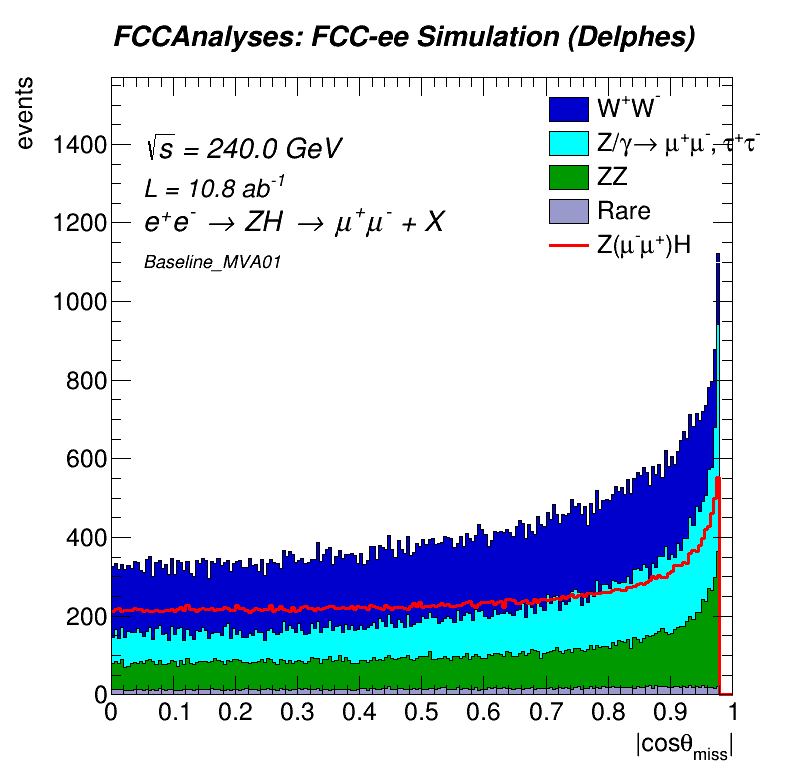 FCCAnalyses: FCC-ee Simulation (Delphes)
events
1400
1200
1000
800
600
400
200
0
√s = 240.0 GeV
L = 10.8 ab⁻¹
e⁺e⁻ → ZH → μ⁺μ⁻ + X
Baseline_MVA01
W⁺W⁻
Z/γ→ μ⁺μ⁻, τ⁺τ⁻
ZZ
Rare
Z(μ⁻μ⁺)H
0 0.1 0.2 0.3 0.4 0.5 0.6 0.7 0.8 0.9 1
|cosθ_miss|